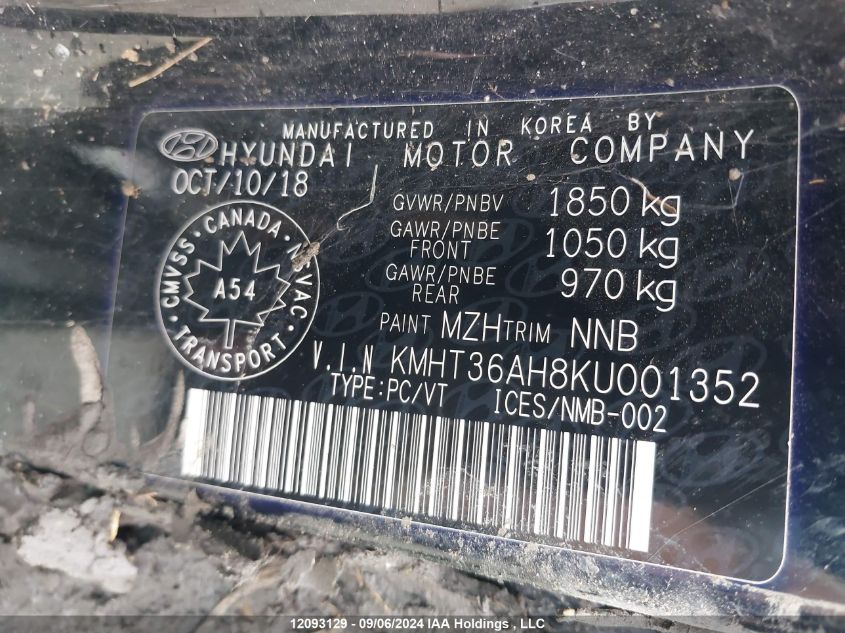 MANUFACTURED IN KOREA BY
HYUNDAI MOTOR COMPANY
OCT/10/18
GVWR/PNBV 1850 kg
GAWR/PNBE FRONT 1050 kg
GAWR/PNBE REAR 970 kg
CMVSS · CANADA · NSVAC · TRANSPORT
A54
PAINT MZH TRIM NNB
V.I.N KMHT36AH8KU001352
TYPE:PC/VT ICES/NMB-002
12093129 - 09/06/2024 IAA Holdings , LLC